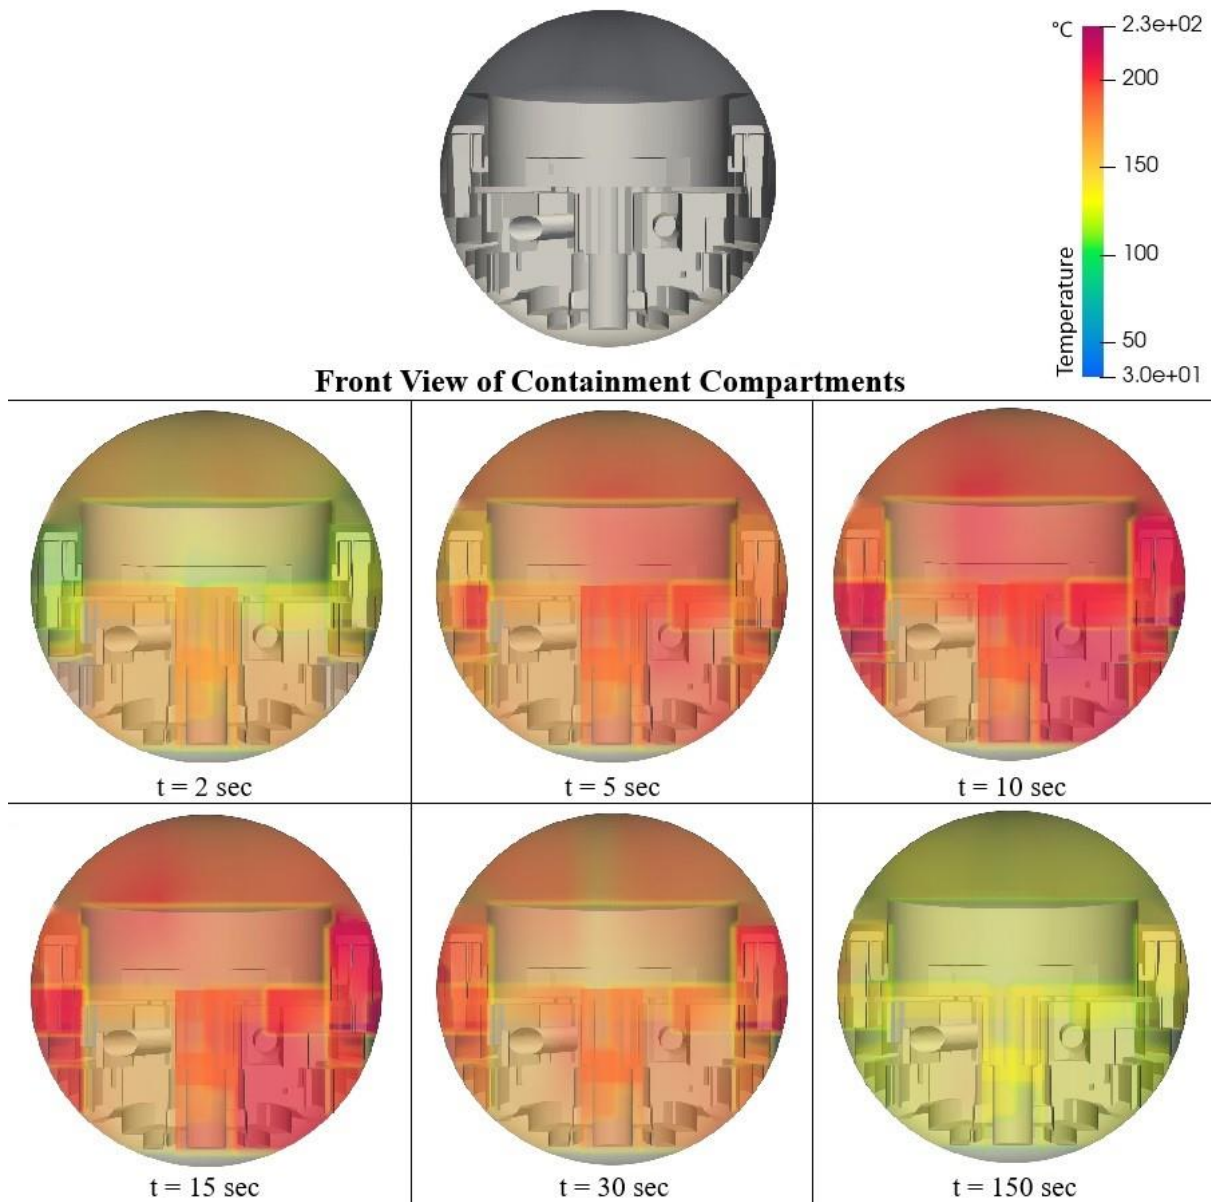 °C
2.3e+02
200
150
100
50
3.0e+01
Temperature
Front View of Containment Compartments
t = 2 sec
t = 5 sec
t = 10 sec
t = 15 sec
t = 30 sec
t = 150 sec